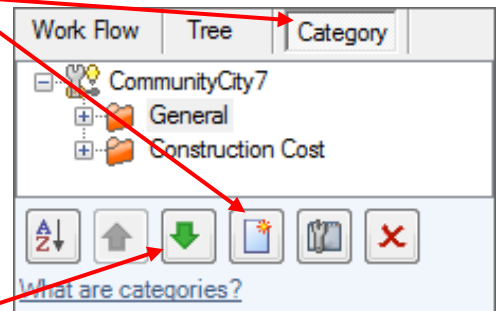 Work Flow Tree Category
CommunityCity7
General
Construction Cost
A
Z
What are categories?